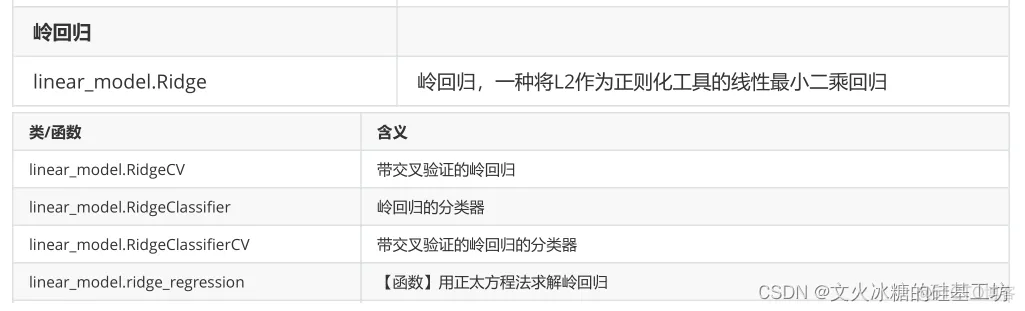 岭回归
linear_model.Ridge 岭回归，一种将L2作为正则化工具的线性最小二乘回归
类/函数 含义
linear_model.RidgeCV 带交叉验证的岭回归
linear_model.RidgeClassifier 岭回归的分类器
linear_model.RidgeClassifierCV 带交叉验证的岭回归的分类器
linear_model.ridge_regression 【函数】用正太方程法求解岭回归
CSDN @文火冰糖的硅基工坊